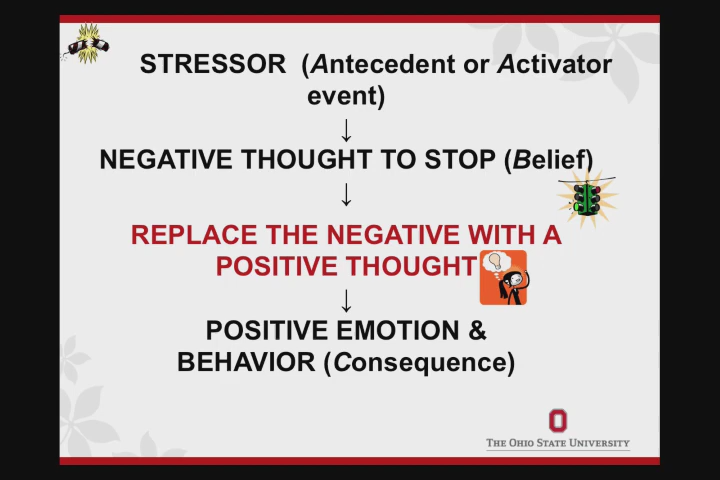 STRESSOR (Antecedent or Activator
event)
↓
NEGATIVE THOUGHT TO STOP (Belief)
↓
REPLACE THE NEGATIVE WITH A
POSITIVE THOUGHT
↓
POSITIVE EMOTION &
BEHAVIOR (Consequence)
THE OHIO STATE UNIVERSITY